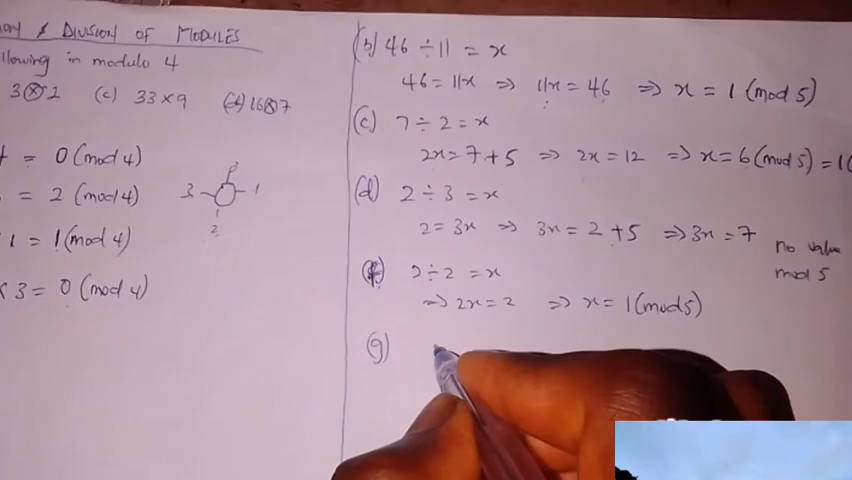 & DIVISION OF MODULES
in modulo 4
3⊗2 (c) 33×9 (d) 16⊗7
= 0 (mod 4)
= 2 (mod 4)
1 = 1 (mod 4)
3 = 0 (mod 4)
0
3 1
2
(b) 46 ÷ 11 = x
46 = 11x ⇒ 11x = 46 ⇒ x = 1 (mod 5)
(c) 7 ÷ 2 = x
2x = 7 + 5 ⇒ 2x = 12 ⇒ x = 6 (mod 5) = 1(
(d) 2 ÷ 3 = x
2 = 3x ⇒ 3x = 2 + 5 ⇒ 3x = 7
no value
mod 5
÷ 2 = x
⇒ 2x = 2 ⇒ x = 1 (mod 5)
(g)